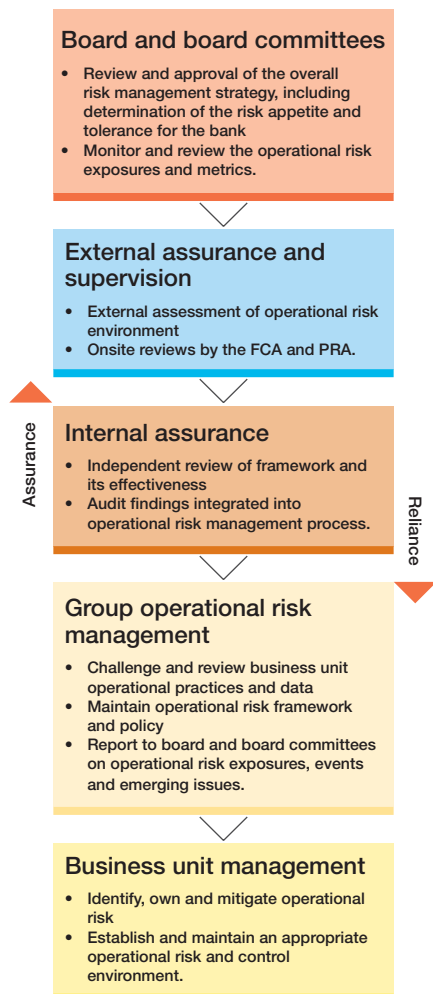 Board and board committees
• Review and approval of the overall
risk management strategy, including
determination of the risk appetite and
tolerance for the bank
• Monitor and review the operational risk
exposures and metrics.
External assurance and
supervision
• External assessment of operational risk
environment
• Onsite reviews by the FCA and PRA.
Assurance
Internal assurance
• Independent review of framework and
its effectiveness
• Audit findings integrated into
operational risk management process.
Reliance
Group operational risk
management
• Challenge and review business unit
operational practices and data
• Maintain operational risk framework
and policy
• Report to board and board committees
on operational risk exposures, events
and emerging issues.
Business unit management
• Identify, own and mitigate operational
risk
• Establish and maintain an appropriate
operational risk and control
environment.